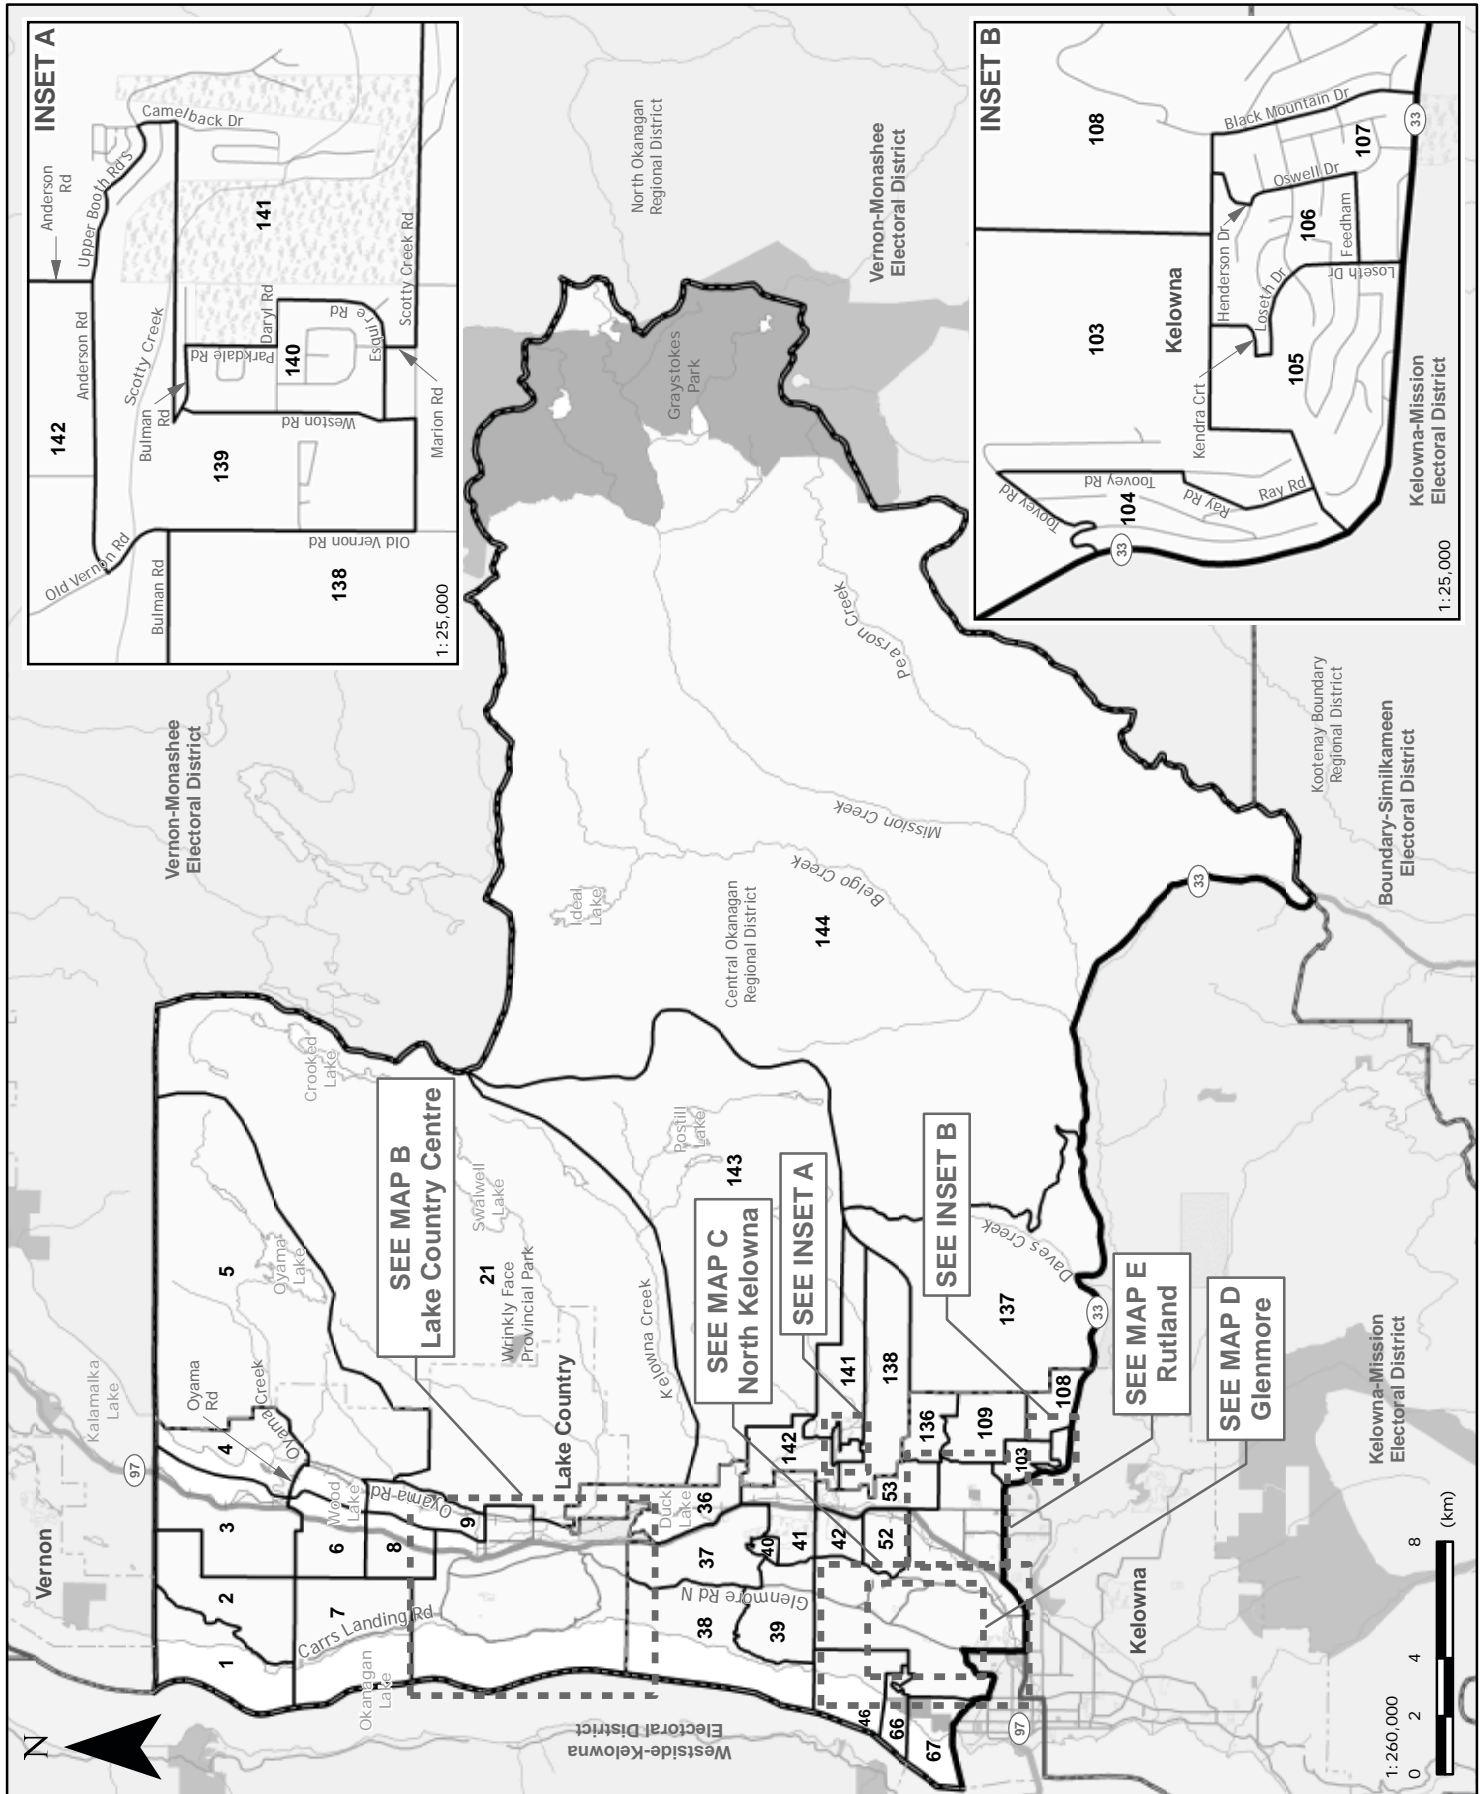 INSET A
Anderson
Rd
Upper Booth Rd S
Camelback Dr
142
Anderson Rd
Scotty Creek
141
Bulman
Rd
Parkdale Rd
Daryl Rd
140
Esquire Rd
Scotty Creek Rd
Marion Rd
Weston Rd
139
Old Vernon Rd
Old Vernon Rd
Bulman Rd
138
1:25,000
INSET B
108
Black Mountain Dr
33
107
Oswell Dr
106
Feedham
Henderson Dr
Loseth Dr
Loseth Dr
103
Kelowna
Kendra Crt
105
Kelowna-Mission
Electoral District
Toovey Rd
Toovey Rd
104
Ray Rd
Ray Rd
33
1:25,000
North Okanagan
Regional District
Vernon-Monashee
Electoral District
Graystokes
Park
Vernon-Monashee
Electoral District
Pearson Creek
Mission Creek
Belgo Creek
Ideal
Lake
Central Okanagan
Regional District
144
33
Kootenay Boundary
Regional District
Boundary-Similkameen
Electoral District
Crooked
Lake
SEE MAP B
Lake Country Centre
Swalwell
Lake
21
Wrinkly Face
Provincial Park
Postill
Lake
143
Kelowna Creek
Lake Country
SEE MAP C
North Kelowna
SEE INSET A
SEE INSET B
SEE MAP E
Rutland
SEE MAP D
Glenmore
Daves Creek
137
33
5
Oyama
Lake
Oyama
Rd
Oyama Creek
4
Kalamalka
Lake
97
Vernon
3
2
1
Wood
Lake
Oyama Rd
6
8
9
7
Carrs Landing Rd
Okanagan
Lake
Duck
Lake
36
37
38
39
40
41
42
52
53
142
141
138
136
109
108
103
Glenmore Rd N
46
66
67
Westside-Kelowna
Electoral District
97
Kelowna
Kelowna-Mission
Electoral District
N
1:260,000
0 2 4 8
(km)